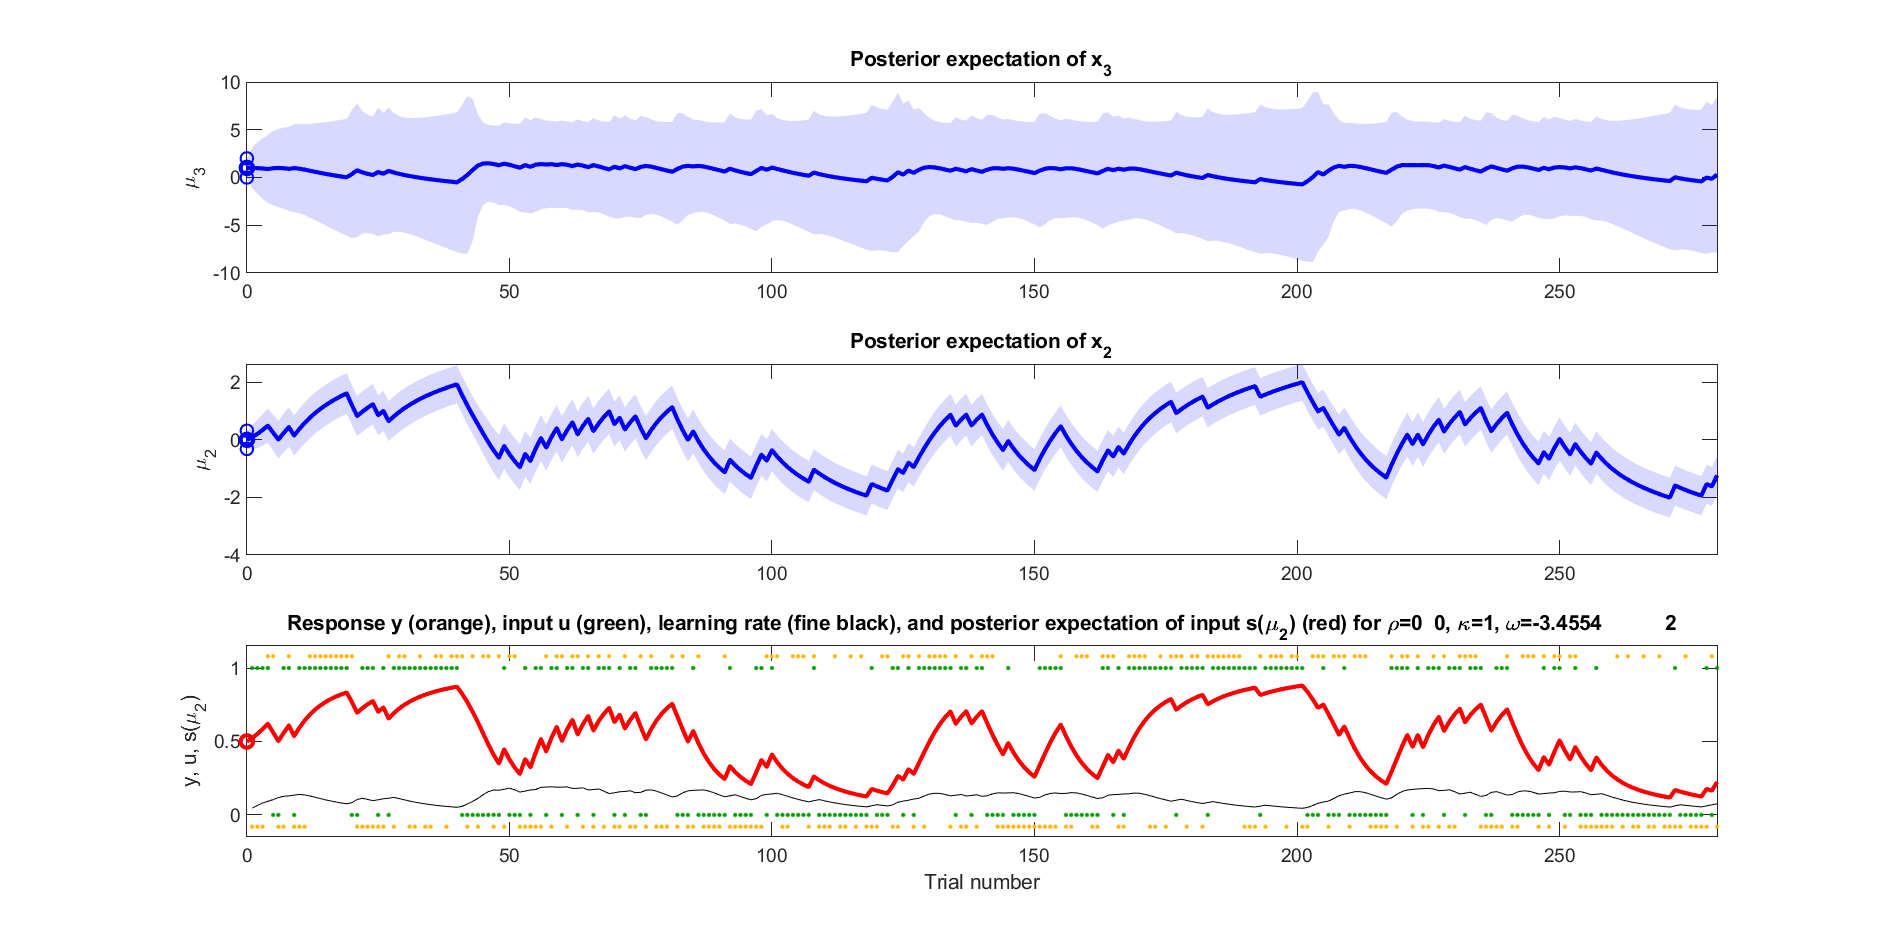 Posterior expectation of x₃
10
5
0
-5
-10
μ₃
0 50 100 150 200 250
Posterior expectation of x₂
2
0
-2
-4
μ₂
0 50 100 150 200 250
Response y (orange), input u (green), learning rate (fine black), and posterior expectation of input s(μ₂) (red) for ρ=0 0, κ=1, ω=-3.4554 2
1
0.5
0
y, u, s(μ₂)
0 50 100 150 200 250
Trial number